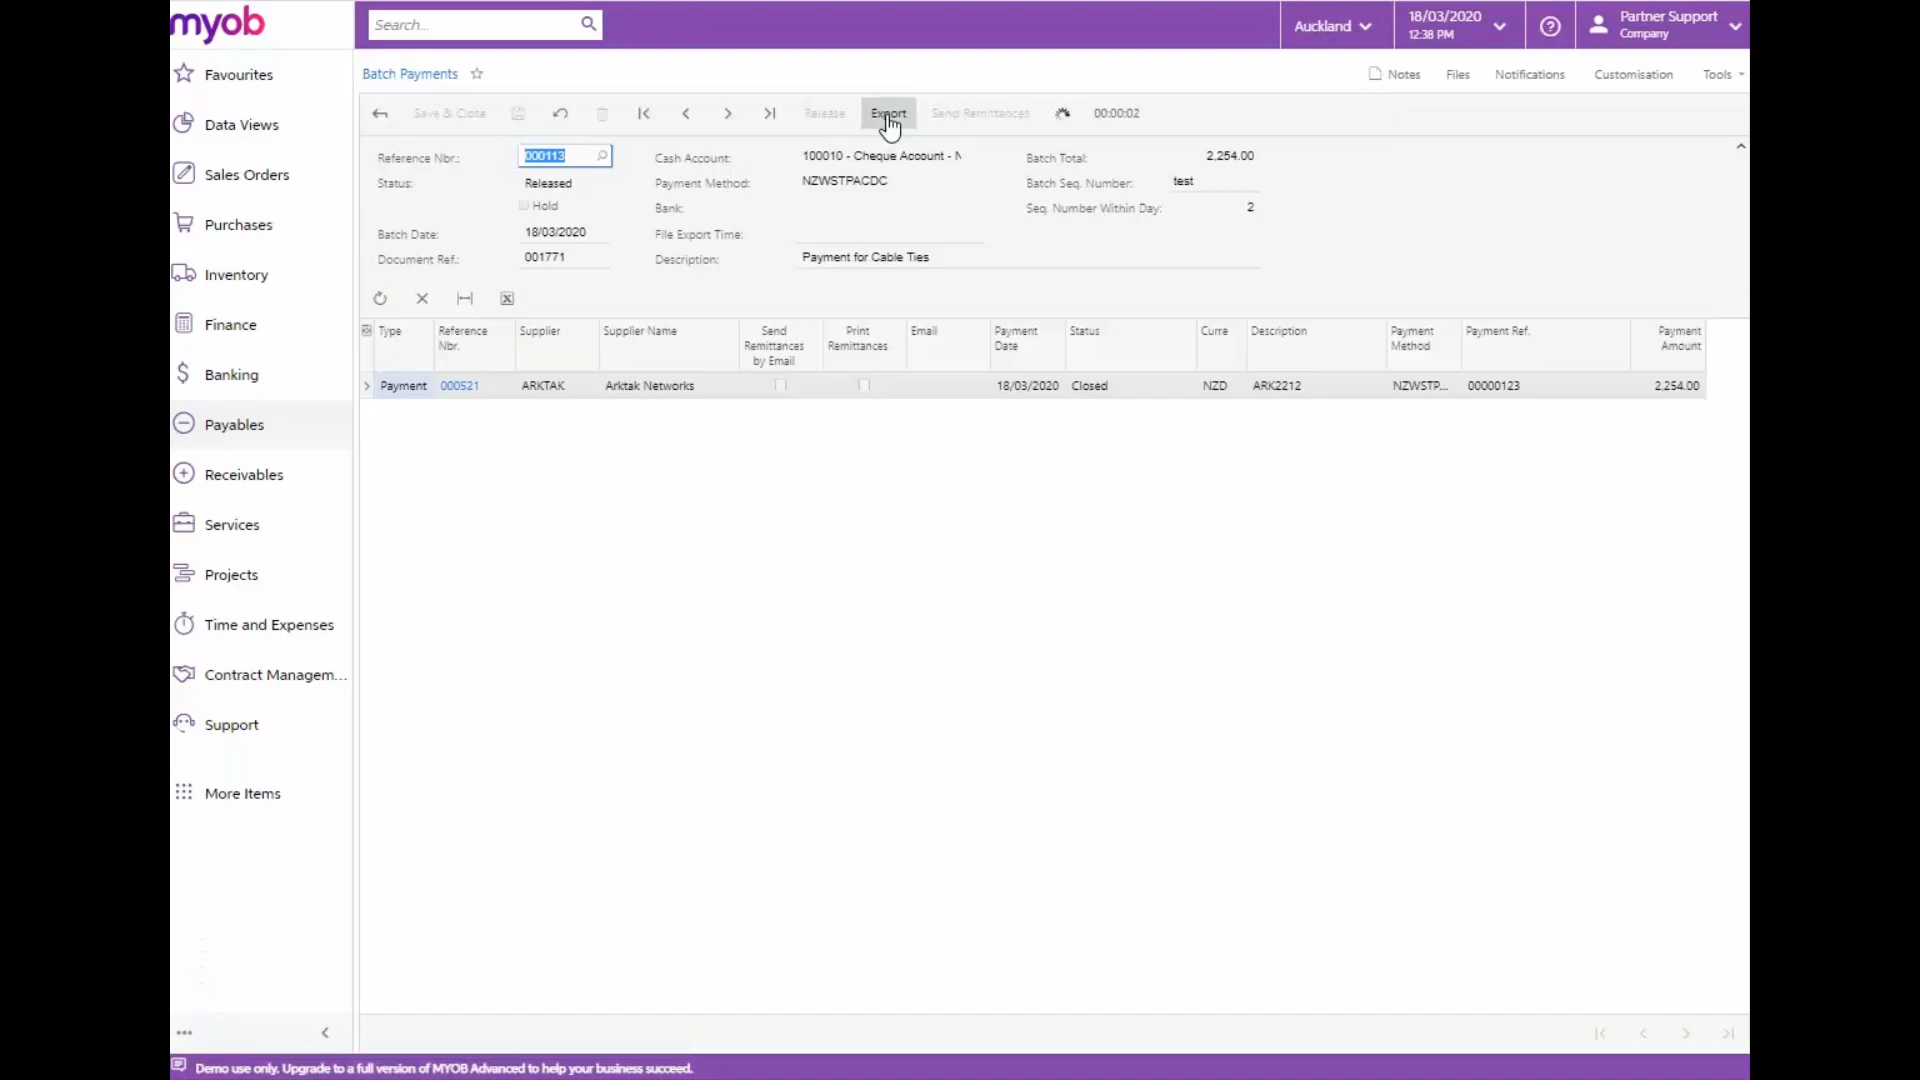 myob
Search...
Auckland
18/03/2020
12:38 PM
Partner Support
Company
Favourites
Data Views
Sales Orders
Purchases
Inventory
Finance
Banking
Payables
Receivables
Services
Projects
Time and Expenses
Contract Managem...
Support
More Items
Batch Payments
Notes Files Notifications Customisation Tools
Save & Close Release Export Send Remittances 00:00:02
Reference Nbr.: 000113
Status: Released
Hold
Batch Date: 18/03/2020
Document Ref.: 001771
Cash Account: 100010 - Cheque Account - N
Payment Method: NZWSTPACDC
Bank:
File Export Time:
Description: Payment for Cable Ties
Batch Total: 2,254.00
Batch Seq. Number: test
Seq. Number Within Day: 2
Type Reference Nbr. Supplier Supplier Name Send Remittances by Email Print Remittances Email Payment Date Status Curre Description Payment Method Payment Ref. Payment Amount
Payment 000521 ARKTAK Arktak Networks 18/03/2020 Closed NZD ARK2212 NZWSTP... 00000123 2,254.00
Demo use only. Upgrade to a full version of MYOB Advanced to help your business succeed.